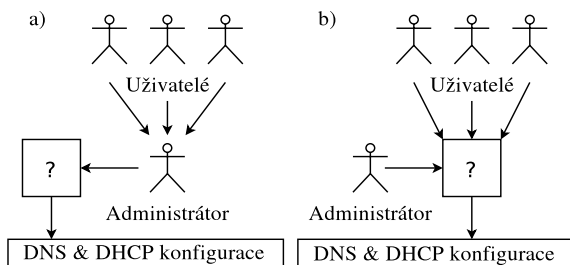 a)
Uživatelé
?
Administrátor
DNS & DHCP konfigurace
b)
Uživatelé
?
Administrátor
DNS & DHCP konfigurace